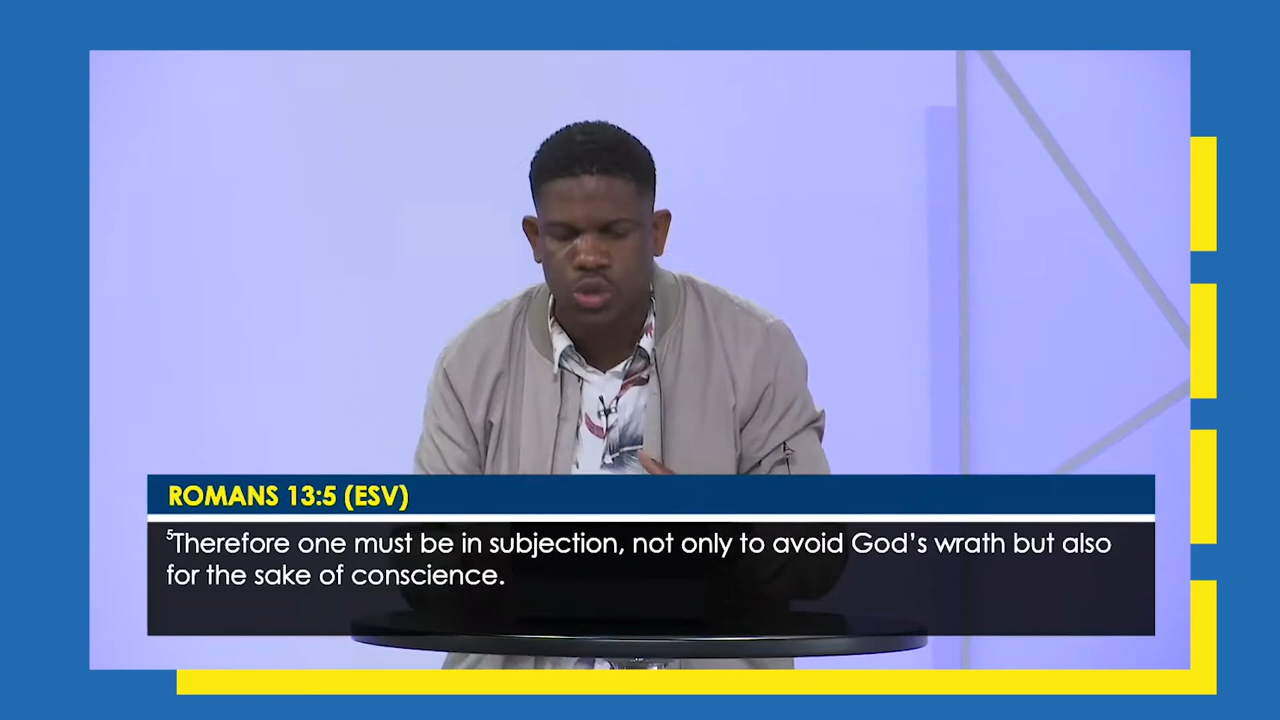 ROMANS 13:5 (ESV)
⁵Therefore one must be in subjection, not only to avoid God's wrath but also
for the sake of conscience.